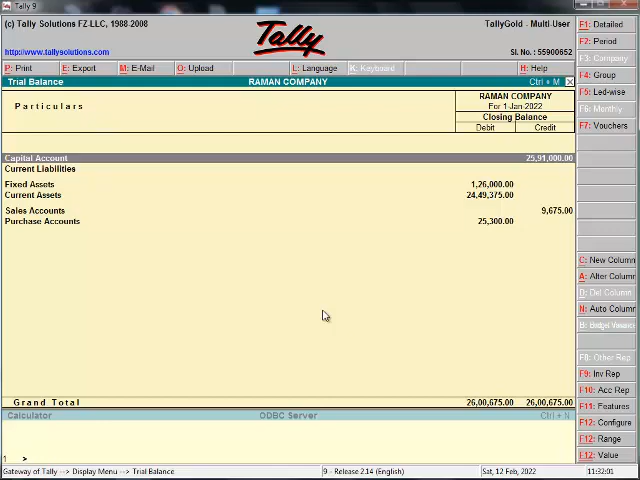 Tally 9
(c) Tally Solutions FZ-LLC, 1988-2008
Tally
TallyGold - Multi-User
http://www.tallysolutions.com
Sl. No. : 55900652
P: Print E: Export M: E-Mail O: Upload L: Language K: Keyboard H: Help
Trial Balance RAMAN COMPANY Ctrl + M
Particulars
RAMAN COMPANY
For 1-Jan-2022
Closing Balance
Debit Credit
Capital Account 25,91,000.00
Current Liabilities
Fixed Assets 1,26,000.00
Current Assets 24,49,375.00
Sales Accounts 9,675.00
Purchase Accounts 25,300.00
Grand Total 26,00,675.00 26,00,675.00
Calculator ODBC Server Ctrl + N
1 >
Gateway of Tally --> Display Menu --> Trial Balance 9 - Release 2.14 (English) Sat, 12 Feb, 2022 11:32:01
F1: Detailed
F2: Period
F3: Company
F4: Group
F5: Led-wise
F6: Monthly
F7: Vouchers
C: New Column
A: Alter Column
D: Del Column
N: Auto Column
B: Budget Variance
F8: Other Rep
F9: Inv Rep
F10: Acc Rep
F11: Features
F12: Configure
F12: Range
F12: Value